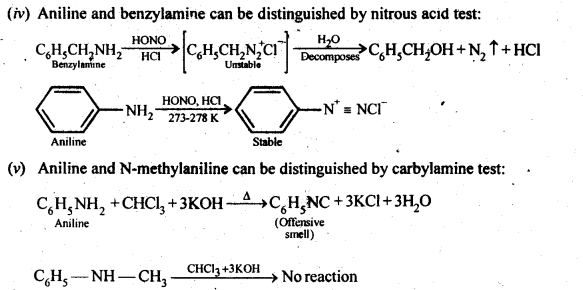 (iv) Aniline and benzylamine can be distinguished by nitrous acid test:
C₆H₅CH₂NH₂ —HONO/HCl→ [C₆H₅CH₂N₂⁺Cl⁻] —H₂O/Decomposes→ C₆H₅CH₂OH + N₂ ↑ + HCl
Benzylamine Unstable
—NH₂ —HONO, HCl/273-278 K→ —N⁺ ≡ NCl⁻
Aniline Stable
(v) Aniline and N-methylaniline can be distinguished by carbylamine test:
C₆H₅NH₂ + CHCl₃ + 3KOH —Δ→ C₆H₅NC + 3KCl + 3H₂O
Aniline (Offensive
smell)
C₆H₅ — NH — CH₃ —CHCl₃+3KOH→ No reaction